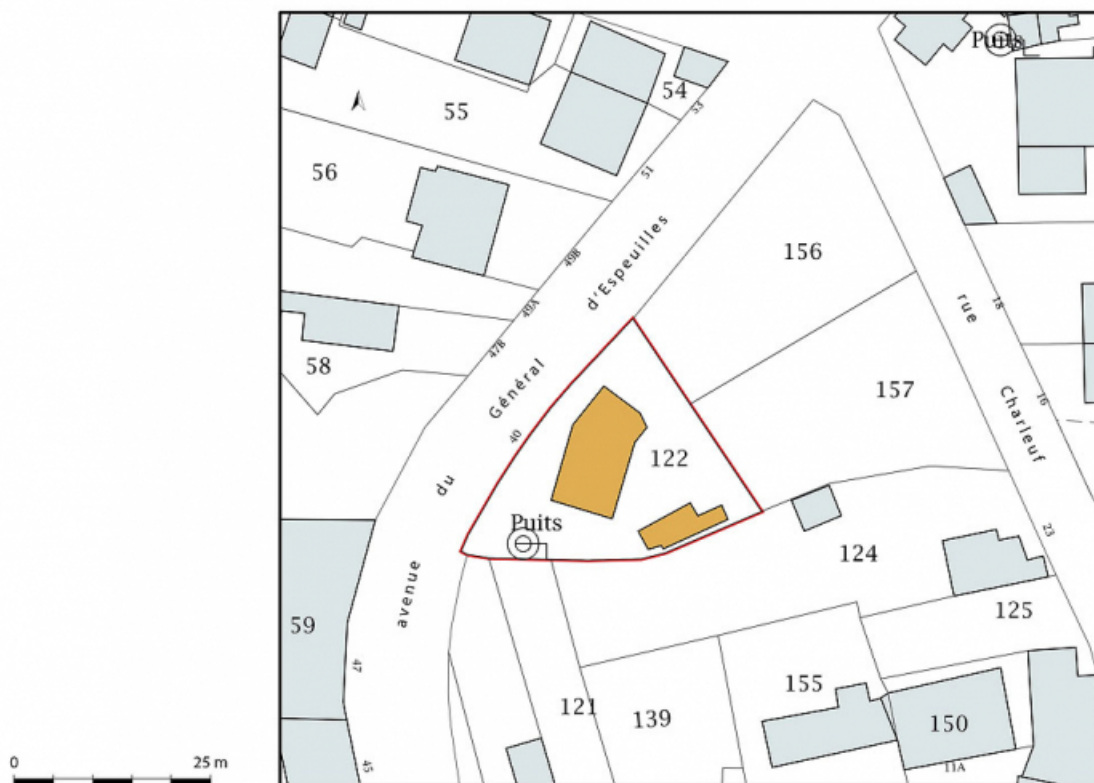 Puits
54
53
55
51
56
156
d'Espeuilles
49B
49A
rue
18
47B
58
Général
157
16
Charleuf
40
122
du
Puits
23
124
avenue
59
125
47
155
121
139
150
45
11A
0 25 m